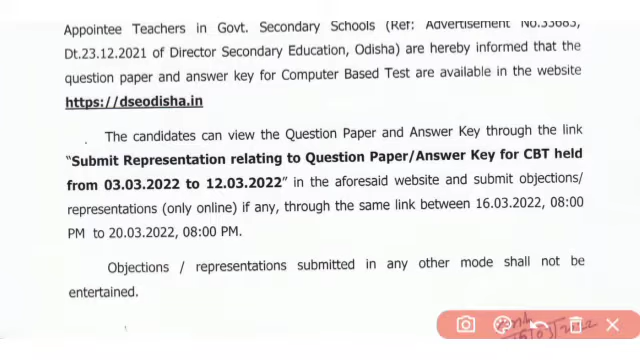 Appointee Teachers in Govt. Secondary Schools (Ref: Advertisement No.33683,
Dt.23.12.2021 of Director Secondary Education, Odisha) are hereby informed that the
question paper and answer key for Computer Based Test are available in the website
https://dseodisha.in
The candidates can view the Question Paper and Answer Key through the link
"Submit Representation relating to Question Paper/Answer Key for CBT held
from 03.03.2022 to 12.03.2022" in the aforesaid website and submit objections/
representations (only online) if any, through the same link between 16.03.2022, 08:00
PM to 20.03.2022, 08:00 PM.
Objections / representations submitted in any other mode shall not be
entertained.